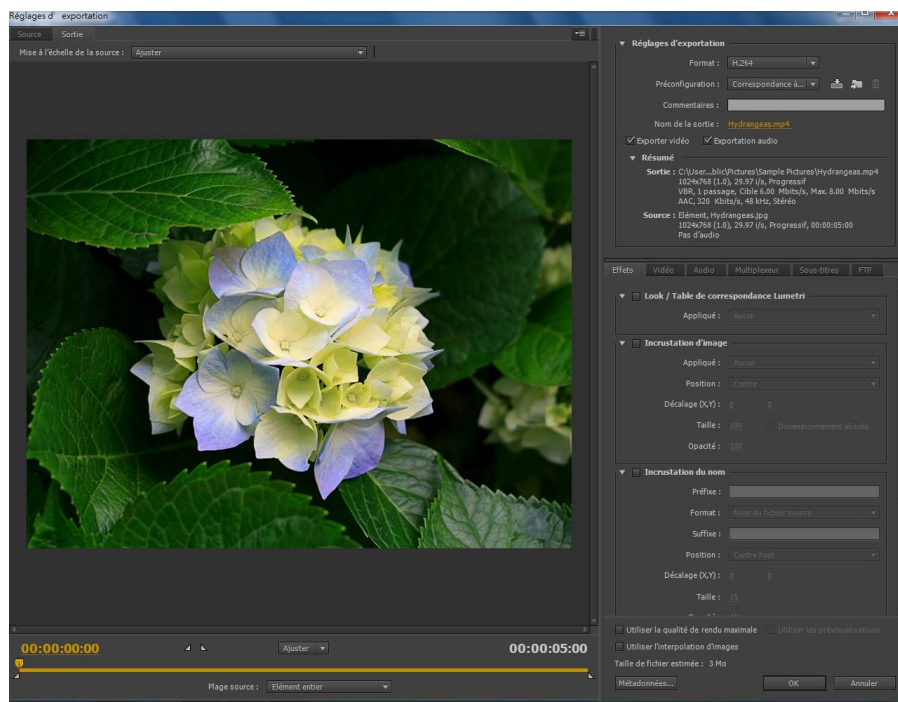 Réglages d' exportation
Source Sortie
Mise à l'échelle de la source : Ajuster
Réglages d'exportation
Format : H.264
Préconfiguration : Correspondance à...
Commentaires :
Nom de la sortie : Hydrangeas.mp4
Exporter vidéo Exportation audio
Résumé
Sortie : C:\User...blic\Pictures\Sample Pictures\Hydrangeas.mp4
1024x768 (1.0), 29.97 i/s, Progressif
VBR, 1 passage, Cible 6.00 Mbits/s, Max. 8.00 Mbits/s
AAC, 320 Kbits/s, 48 kHz, Stéréo
Source : Elément, Hydrangeas.jpg
1024x768 (1.0), 29.97 i/s, Progressif, 00:00:05:00
Pas d'audio
Effets Vidéo Audio Multiplexeur Sous-titres FTP
Look / Table de correspondance Lumetri
Appliqué : Aucun
Incrustation d'image
Appliqué : Aucun
Position : Centre
Décalage (X,Y) : 0 0
Taille : 100 Dimensionnement absolu
Opacité : 100
Incrustation du nom
Préfixe :
Format : Nom du fichier source
Suffixe :
Position : Centre haut
Décalage (X,Y) : 0 0
Taille : 15
Utiliser la qualité de rendu maximale Utiliser les prévisualisations
Utiliser l'interpolation d'images
Taille de fichier estimée : 3 Mo
Métadonnées... OK Annuler
00:00:00:00 Ajuster 00:00:05:00
Plage source : Elément entier